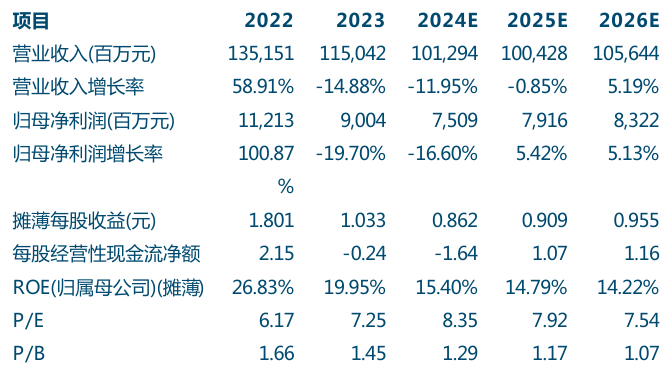 项目 2022 2023 2024E 2025E 2026E
营业收入(百万元) 135,151 115,042 101,294 100,428 105,644
营业收入增长率 58.91% -14.88% -11.95% -0.85% 5.19%
归母净利润(百万元) 11,213 9,004 7,509 7,916 8,322
归母净利润增长率 100.87 -19.70% -16.60% 5.42% 5.13%
%
摊薄每股收益(元) 1.801 1.033 0.862 0.909 0.955
每股经营性现金流净额 2.15 -0.24 -1.64 1.07 1.16
ROE(归属母公司)(摊薄) 26.83% 19.95% 15.40% 14.79% 14.22%
P/E 6.17 7.25 8.35 7.92 7.54
P/B 1.66 1.45 1.29 1.17 1.07